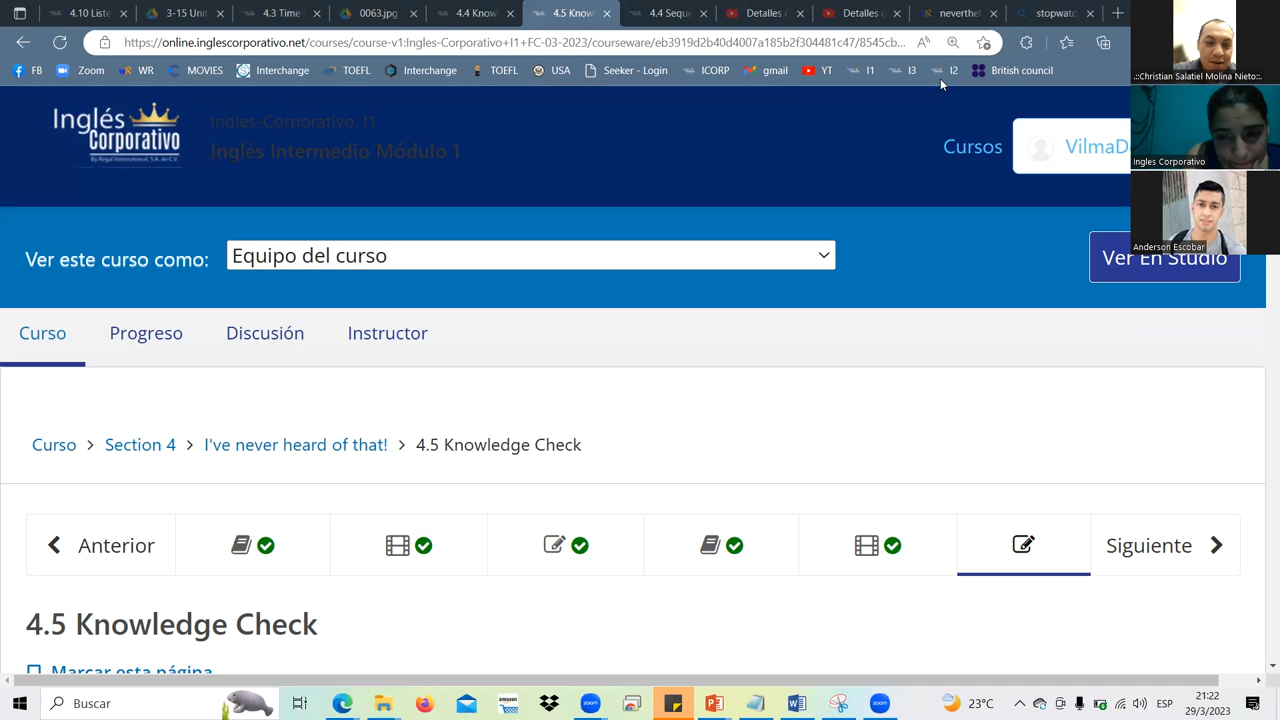 4.10 Listen
3-15 Unit
4.3 Time
0063.jpg
4.4 Knowl
4.5 Know
4.4 Seque
Detalles c
Detalles c
neverthel
stopwatc
https://online.inglescorporativo.net/courses/course-v1:Ingles-Corporativo+I1+FC-03-2023/courseware/eb3919d2b40d4007a185b2f304481c47/8545cb...
FB
Zoom
WR
MOVIES
Interchange
TOEFL
Interchange
TOEFL
USA
Seeker - Login
ICORP
gmail
YT
I1
I3
I2
British council
.::Christian Salatiel Molina Nieto::.
Ingles Corporativo
Anderson Escobar
Inglés
Corporativo
By Regal International, S.A. de C.V.
Ingles-Corporativo: I1
Inglés Intermedio Módulo 1
Cursos
VilmaD
Ver este curso como:
Equipo del curso
Ver En Studio
Curso
Progreso
Discusión
Instructor
Curso > Section 4 > I've never heard of that! > 4.5 Knowledge Check
Anterior
Siguiente
4.5 Knowledge Check
Marcar esta página
Buscar
23°C
ESP
21:22
29/3/2023